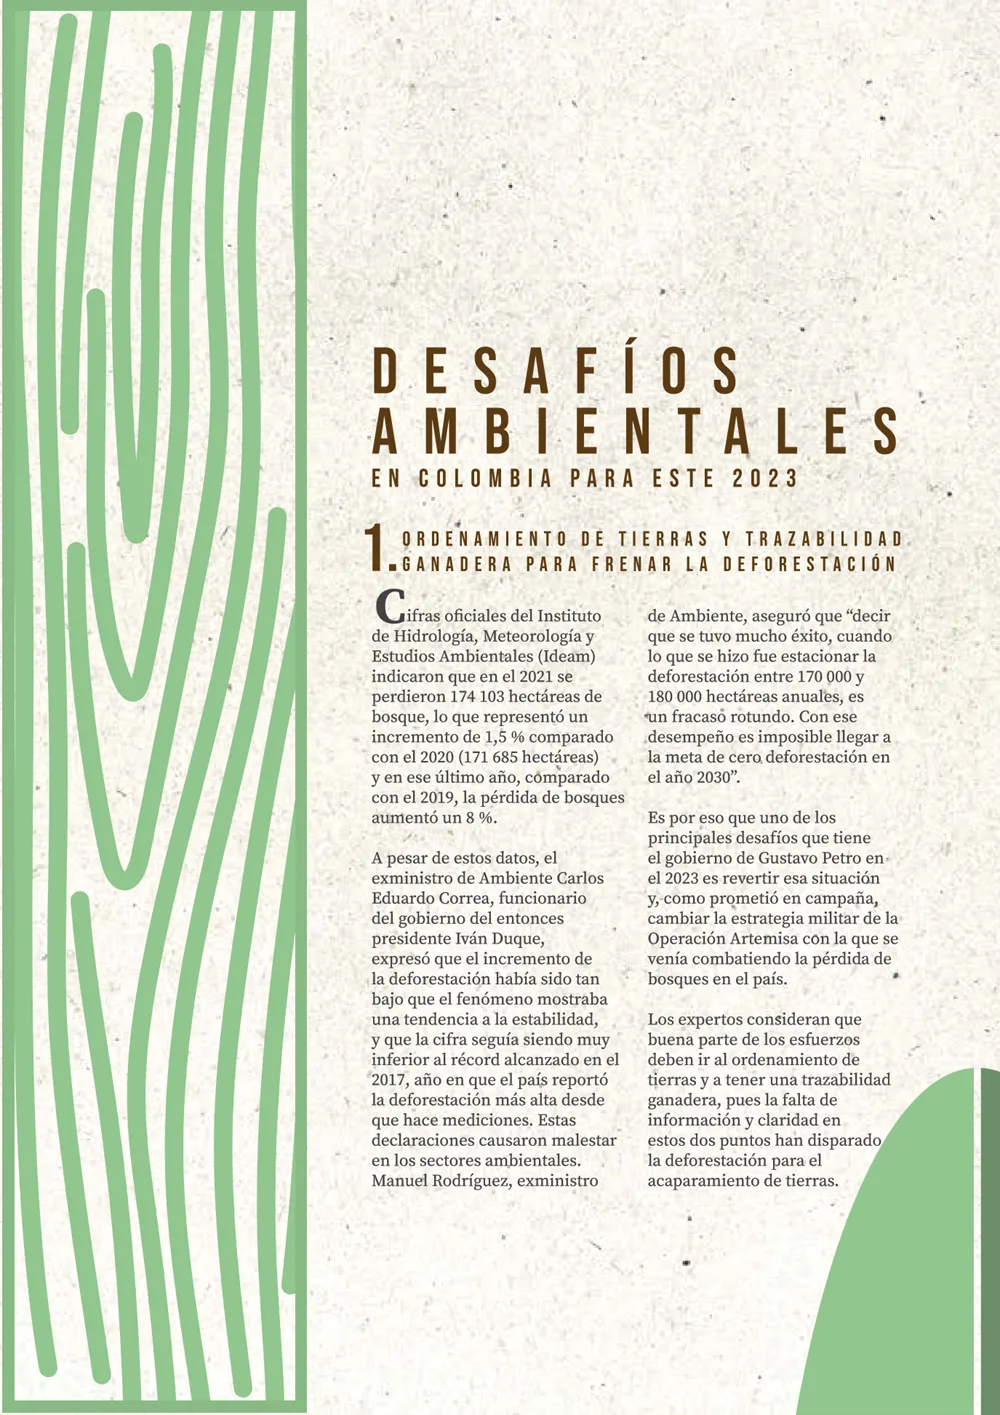 DESAFÍOS
AMBIENTALES
EN COLOMBIA PARA ESTE 2023
1. ORDENAMIENTO DE TIERRAS Y TRAZABILIDAD
GANADERA PARA FRENAR LA DEFORESTACIÓN
Cifras oficiales del Instituto
de Hidrología, Meteorología y
Estudios Ambientales (Ideam)
indicaron que en el 2021 se
perdieron 174 103 hectáreas de
bosque, lo que representó un
incremento de 1,5 % comparado
con el 2020 (171 685 hectáreas)
y en ese último año, comparado
con el 2019, la pérdida de bosques
aumentó un 8 %.
A pesar de estos datos, el
exministro de Ambiente Carlos
Eduardo Correa, funcionario
del gobierno del entonces
presidente Iván Duque,
expresó que el incremento de
la deforestación había sido tan
bajo que el fenómeno mostraba
una tendencia a la estabilidad,
y que la cifra seguía siendo muy
inferior al récord alcanzado en el
2017, año en que el país reportó
la deforestación más alta desde
que hace mediciones. Estas
declaraciones causaron malestar
en los sectores ambientales.
Manuel Rodríguez, exministro
de Ambiente, aseguró que “decir
que se tuvo mucho éxito, cuando
lo que se hizo fue estacionar la
deforestación entre 170 000 y
180 000 hectáreas anuales, es
un fracaso rotundo. Con ese
desempeño es imposible llegar a
la meta de cero deforestación en
el año 2030”.
Es por eso que uno de los
principales desafíos que tiene
el gobierno de Gustavo Petro en
el 2023 es revertir esa situación
y, como prometió en campaña,
cambiar la estrategia militar de la
Operación Artemisa con la que se
venía combatiendo la pérdida de
bosques en el país.
Los expertos consideran que
buena parte de los esfuerzos
deben ir al ordenamiento de
tierras y a tener una trazabilidad
ganadera, pues la falta de
información y claridad en
estos dos puntos han disparado
la deforestación para el
acaparamiento de tierras.